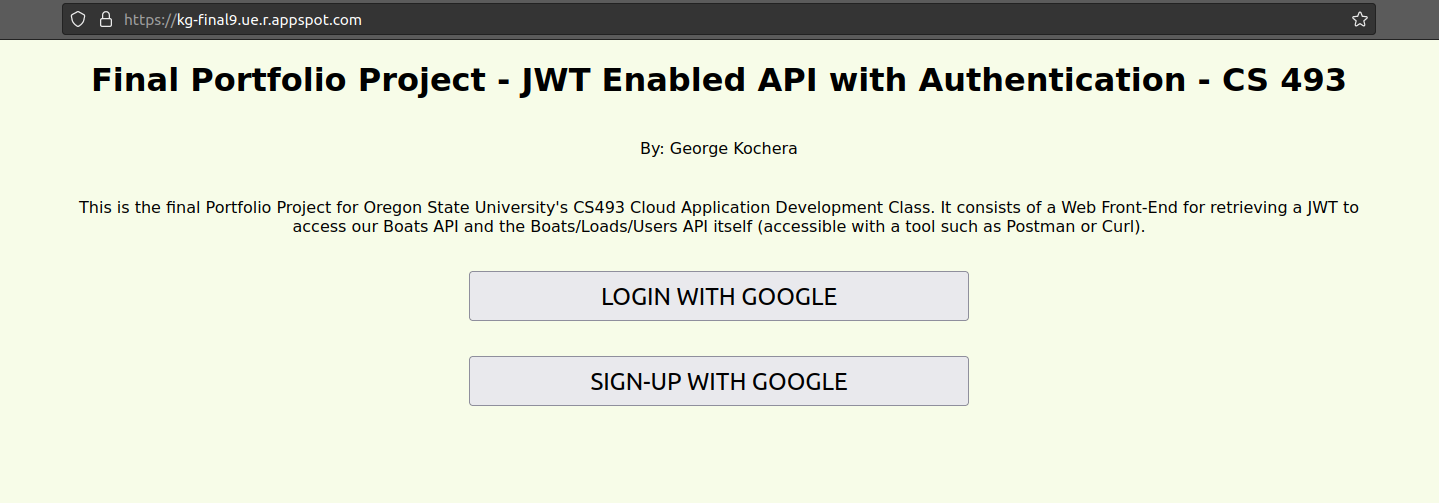 https://kg-final9.ue.r.appspot.com
Final Portfolio Project - JWT Enabled API with Authentication - CS 493
By: George Kochera
This is the final Portfolio Project for Oregon State University's CS493 Cloud Application Development Class. It consists of a Web Front-End for retrieving a JWT to
access our Boats API and the Boats/Loads/Users API itself (accessible with a tool such as Postman or Curl).
LOGIN WITH GOOGLE
SIGN-UP WITH GOOGLE